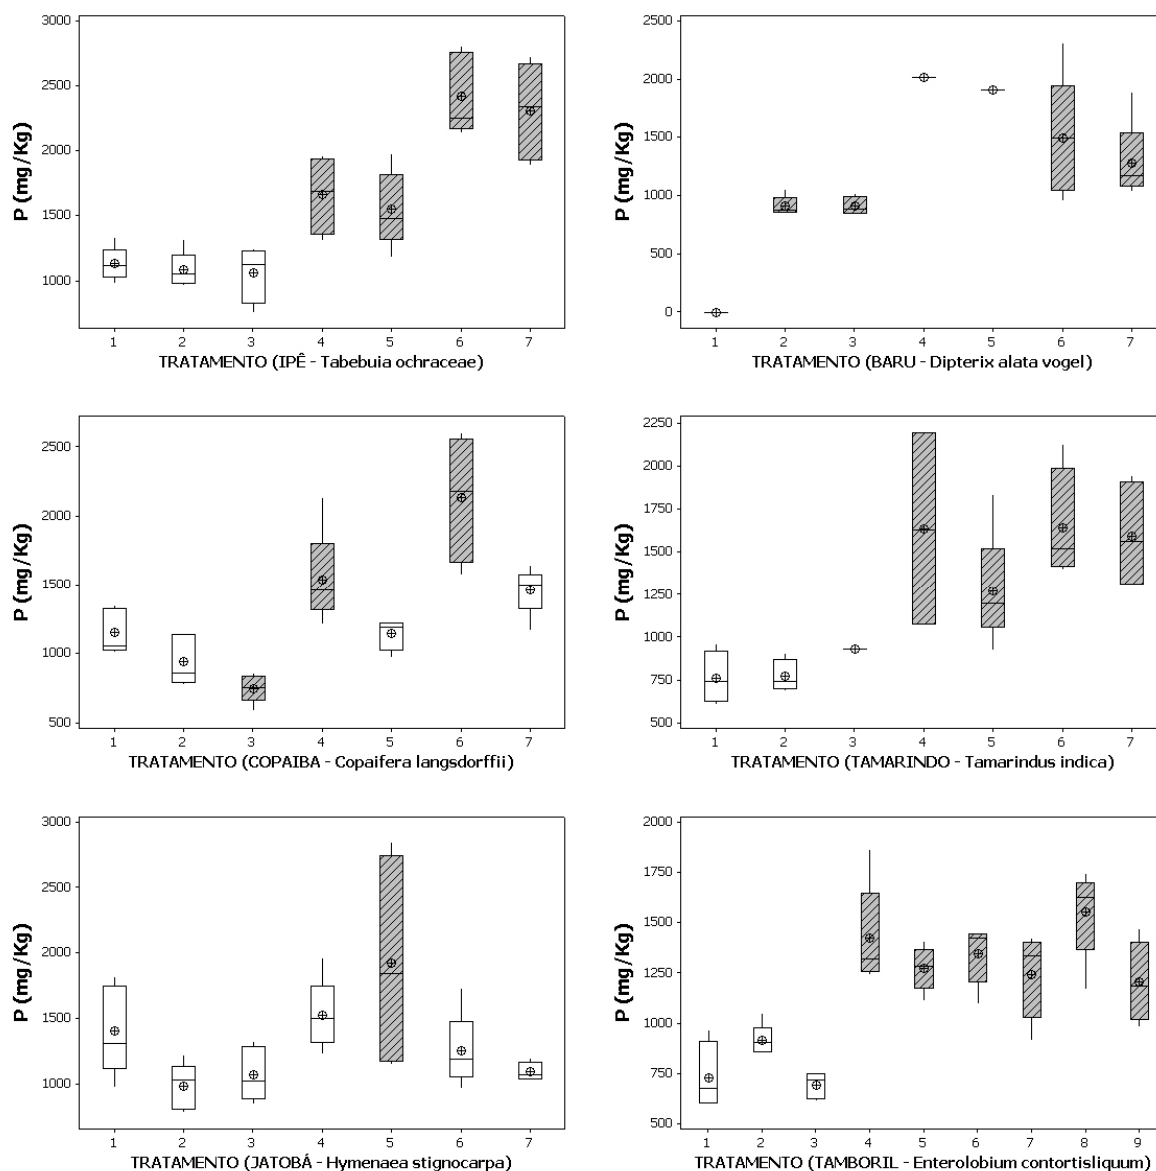 3000
2500
2000
1500
1000
P (mg/Kg)
1 2 3 4 5 6 7
TRATAMENTO (IPÊ - Tabebuia ochraceae)
2500
2000
1500
1000
500
0
P (mg/Kg)
1 2 3 4 5 6 7
TRATAMENTO (BARU - Dipterix alata vogel)
2500
2000
1500
1000
500
P (mg/Kg)
1 2 3 4 5 6 7
TRATAMENTO (COPAIBA - Copaifera langsdorffii)
2250
2000
1750
1500
1250
1000
750
500
P (mg/Kg)
1 2 3 4 5 6 7
TRATAMENTO (TAMARINDO - Tamarindus indica)
3000
2500
2000
1500
1000
P (mg/Kg)
1 2 3 4 5 6 7
TRATAMENTO (JATOBÁ - Hymenaea stignocarpa)
2000
1750
1500
1250
1000
750
500
P (mg/Kg)
1 2 3 4 5 6 7 8 9
TRATAMENTO (TAMBORIL - Enterolobium contortisliquum)